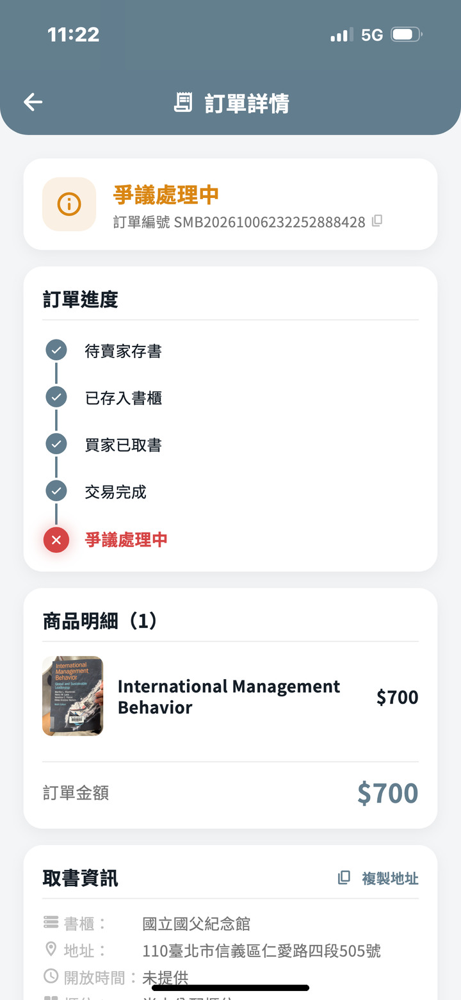 11:22
5G
訂單詳情
爭議處理中
訂單編號 SMB20261006232252888428
訂單進度
待賣家存書
已存入書櫃
買家已取書
交易完成
爭議處理中
商品明細（1）
International
Management
Behavior
Global and Sustainable
Leadership
International Management
Behavior
$700
訂單金額
$700
取書資訊
複製地址
書櫃：
國立國父紀念館
地址：
110臺北市信義區仁愛路四段505號
開放時間：
未提供